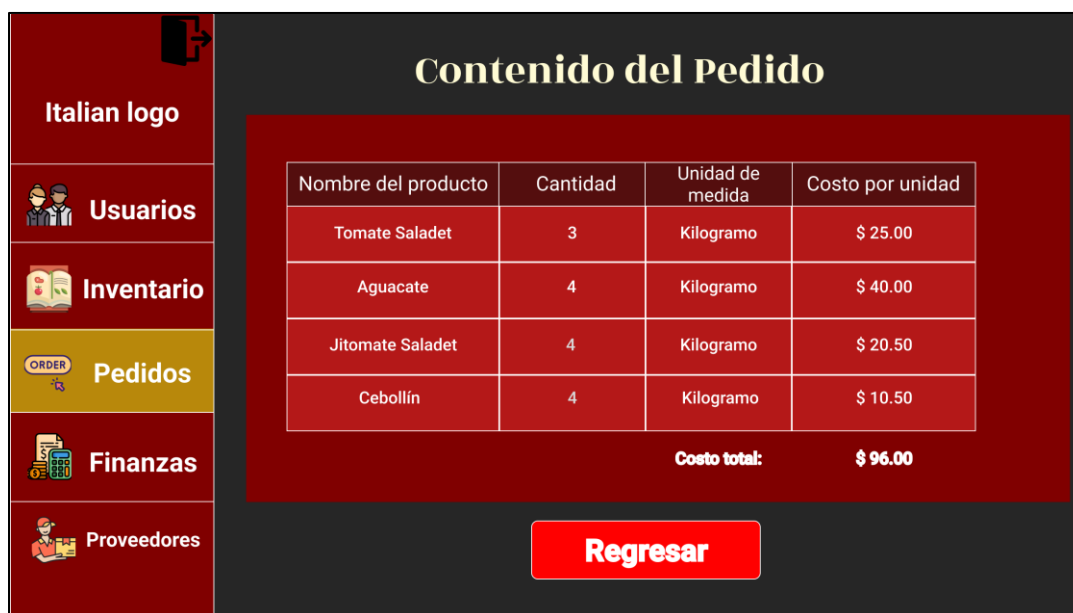 Italian logo
Usuarios
Inventario
ORDER
Pedidos
Finanzas
Proveedores
Contenido del Pedido
Nombre del producto Cantidad Unidad de medida Costo por unidad
Tomate Saladet 3 Kilogramo $ 25.00
Aguacate 4 Kilogramo $ 40.00
Jitomate Saladet 4 Kilogramo $ 20.50
Cebollín 4 Kilogramo $ 10.50
Costo total: $ 96.00
Regresar